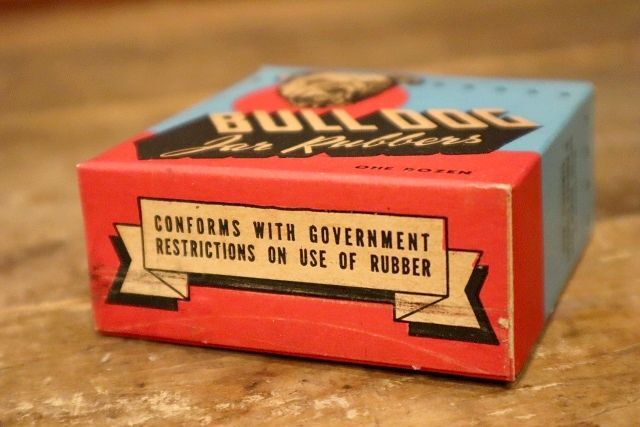 BULL DOG
Jar Rubbers
ONE DOZEN
CONFORMS WITH GOVERNMENT
RESTRICTIONS ON USE OF RUBBER